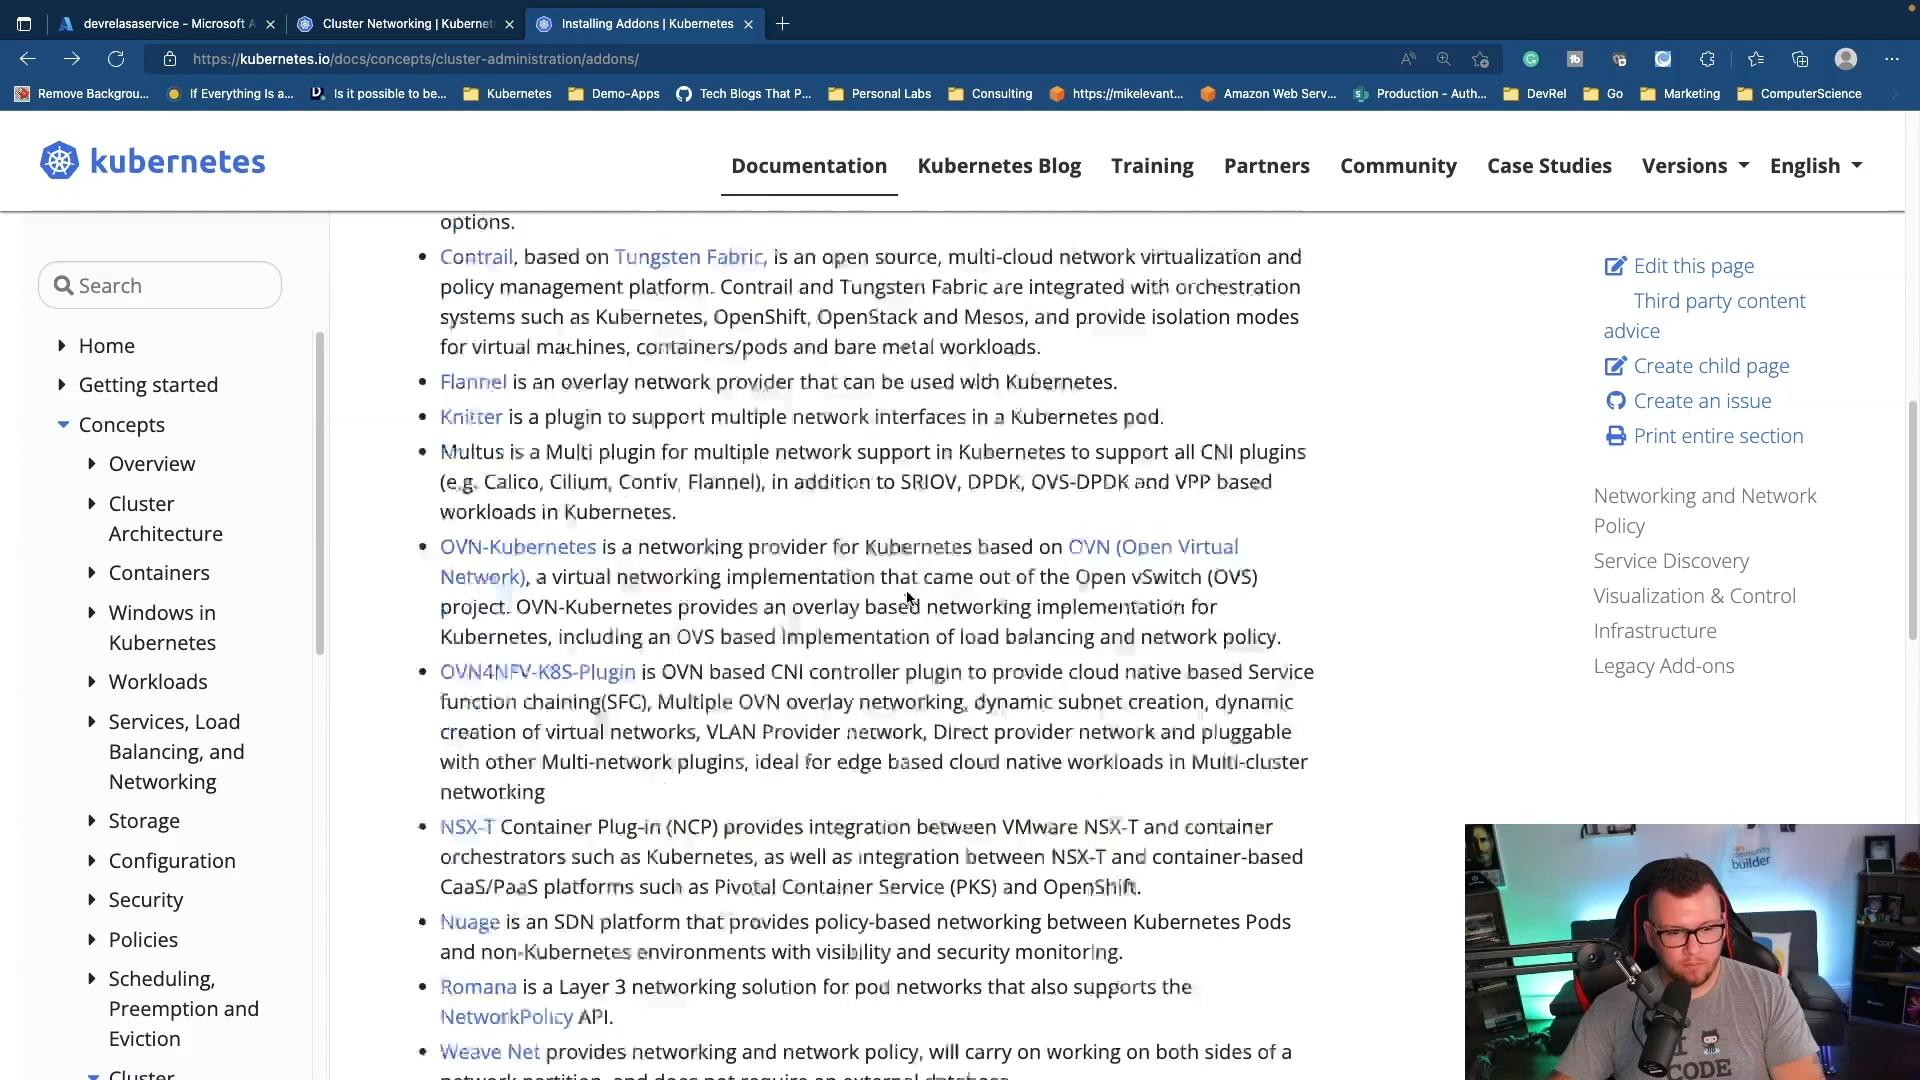 devrelasaservice - Microsoft A
Cluster Networking | Kubernet
Installing Addons | Kubernetes
https://kubernetes.io/docs/concepts/cluster-administration/addons/
Remove Backgrou...
If Everything Is a...
Is it possible to be...
Kubernetes
Demo-Apps
Tech Blogs That P...
Personal Labs
Consulting
https://mikelevant...
Amazon Web Serv...
Production - Auth...
DevRel
Go
Marketing
ComputerScience
kubernetes
Documentation
Kubernetes Blog
Training
Partners
Community
Case Studies
Versions
English
Search
Home
Getting started
Concepts
Overview
Cluster
Architecture
Containers
Windows in
Kubernetes
Workloads
Services, Load
Balancing, and
Networking
Storage
Configuration
Security
Policies
Scheduling,
Preemption and
Eviction
Cluster
options.
Contrail, based on Tungsten Fabric, is an open source, multi-cloud network virtualization and
policy management platform. Contrail and Tungsten Fabric are integrated with orchestration
systems such as Kubernetes, OpenShift, OpenStack and Mesos, and provide isolation modes
for virtual machines, containers/pods and bare metal workloads.
Flannel is an overlay network provider that can be used with Kubernetes.
Knitter is a plugin to support multiple network interfaces in a Kubernetes pod.
Multus is a Multi plugin for multiple network support in Kubernetes to support all CNI plugins
(e.g. Calico, Cilium, Contiv, Flannel), in addition to SRIOV, DPDK, OVS-DPDK and VPP based
workloads in Kubernetes.
OVN-Kubernetes is a networking provider for Kubernetes based on OVN (Open Virtual
Network), a virtual networking implementation that came out of the Open vSwitch (OVS)
project. OVN-Kubernetes provides an overlay based networking implementation for
Kubernetes, including an OVS based implementation of load balancing and network policy.
OVN4NFV-K8S-Plugin is OVN based CNI controller plugin to provide cloud native based Service
function chaining(SFC), Multiple OVN overlay networking, dynamic subnet creation, dynamic
creation of virtual networks, VLAN Provider network, Direct provider network and pluggable
with other Multi-network plugins, ideal for edge based cloud native workloads in Multi-cluster
networking
NSX-T Container Plug-in (NCP) provides integration between VMware NSX-T and container
orchestrators such as Kubernetes, as well as integration between NSX-T and container-based
CaaS/PaaS platforms such as Pivotal Container Service (PKS) and OpenShift.
Nuage is an SDN platform that provides policy-based networking between Kubernetes Pods
and non-Kubernetes environments with visibility and security monitoring.
Romana is a Layer 3 networking solution for pod networks that also supports the
NetworkPolicy API.
Weave Net provides networking and network policy, will carry on working on both sides of a
network partition, and does not require an external database.
Edit this page
Third party content
advice
Create child page
Create an issue
Print entire section
Networking and Network
Policy
Service Discovery
Visualization & Control
Infrastructure
Legacy Add-ons
community
builder
CODE